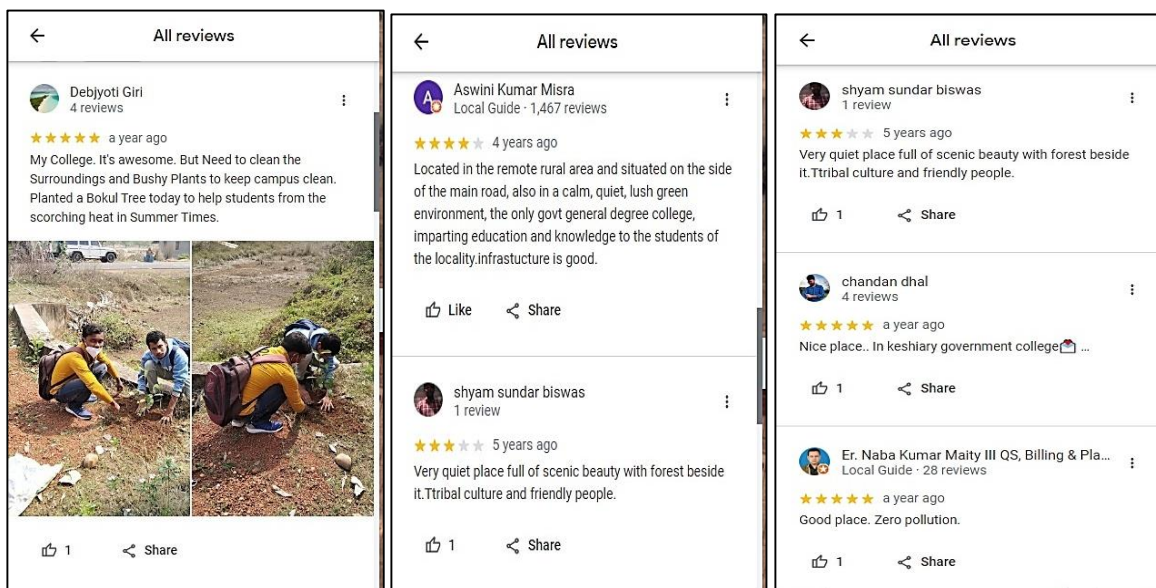 All reviews
Debjyoti Giri
4 reviews
a year ago
My College. It's awesome. But Need to clean the
Surroundings and Bushy Plants to keep campus clean.
Planted a Bokul Tree today to help students from the
scorching heat in Summer Times.
1 Share
All reviews
A
Aswini Kumar Misra
Local Guide · 1,467 reviews
4 years ago
Located in the remote rural area and situated on the side
of the main road, also in a calm, quiet, lush green
environment, the only govt general degree college,
imparting education and knowledge to the students of
the locality.infrastucture is good.
Like Share
shyam sundar biswas
1 review
5 years ago
Very quiet place full of scenic beauty with forest beside
it.Ttribal culture and friendly people.
1 Share
All reviews
shyam sundar biswas
1 review
5 years ago
Very quiet place full of scenic beauty with forest beside
it.Ttribal culture and friendly people.
1 Share
chandan dhal
4 reviews
a year ago
Nice place.. In keshiary government college ...
1 Share
Er. Naba Kumar Maity III QS, Billing & Pla...
Local Guide · 28 reviews
a year ago
Good place. Zero pollution.
1 Share